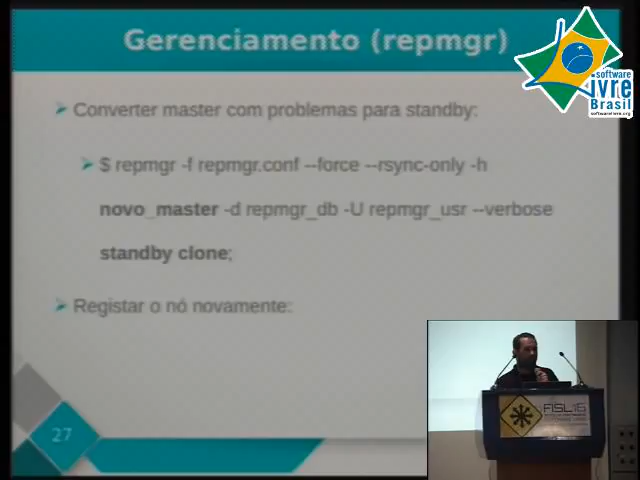 Gerenciamento (repmgr)
software
livre
Brasil
softwarelivre.org
Converter master com problemas para standby:
$ repmgr -f repmgr.conf --force --rsync-only -h
novo_master -d repmgr_db -U repmgr_usr --verbose
standby clone;
Registar o nó novamente:
27
FISL16